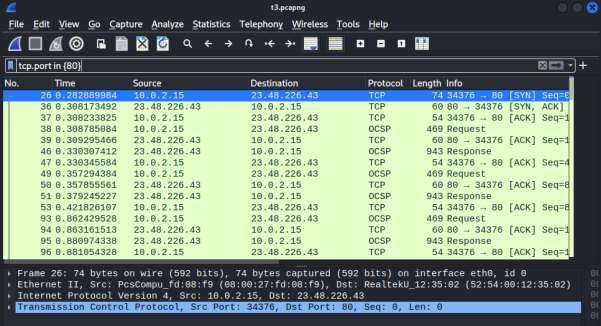 t3.pcapng
File Edit View Go Capture Analyze Statistics Telephony Wireless Tools Help
tcp.port in {80}
No. Time Source Destination Protocol Length Info
26 0.282889984 10.0.2.15 23.48.226.43 TCP 74 34376 → 80 [SYN] Seq=0
36 0.308173492 23.48.226.43 10.0.2.15 TCP 60 80 → 34376 [SYN, ACK]
37 0.308233825 10.0.2.15 23.48.226.43 TCP 54 34376 → 80 [ACK] Seq=1
38 0.308785084 10.0.2.15 23.48.226.43 OCSP 469 Request
39 0.309295466 23.48.226.43 10.0.2.15 TCP 60 80 → 34376 [ACK] Seq=1
46 0.330307412 23.48.226.43 10.0.2.15 OCSP 943 Response
47 0.330345584 10.0.2.15 23.48.226.43 TCP 54 34376 → 80 [ACK] Seq=4
49 0.357294384 10.0.2.15 23.48.226.43 OCSP 469 Request
50 0.357855561 23.48.226.43 10.0.2.15 TCP 60 80 → 34376 [ACK] Seq=8
51 0.379245227 23.48.226.43 10.0.2.15 OCSP 943 Response
53 0.421826107 10.0.2.15 23.48.226.43 TCP 54 34376 → 80 [ACK] Seq=8
93 0.862429528 10.0.2.15 23.48.226.43 OCSP 469 Request
94 0.863161513 23.48.226.43 10.0.2.15 TCP 60 80 → 34376 [ACK] Seq=1
95 0.880974338 23.48.226.43 10.0.2.15 OCSP 943 Response
96 0.881054328 10.0.2.15 23.48.226.43 TCP 54 34376 → 80 [ACK] Seq=1
Frame 26: 74 bytes on wire (592 bits), 74 bytes captured (592 bits) on interface eth0, id 0
Ethernet II, Src: PcsCompu_fd:08:f9 (08:00:27:fd:08:f9), Dst: RealtekU_12:35:02 (52:54:00:12:35:02)
Internet Protocol Version 4, Src: 10.0.2.15, Dst: 23.48.226.43
Transmission Control Protocol, Src Port: 34376, Dst Port: 80, Seq: 0, Len: 0